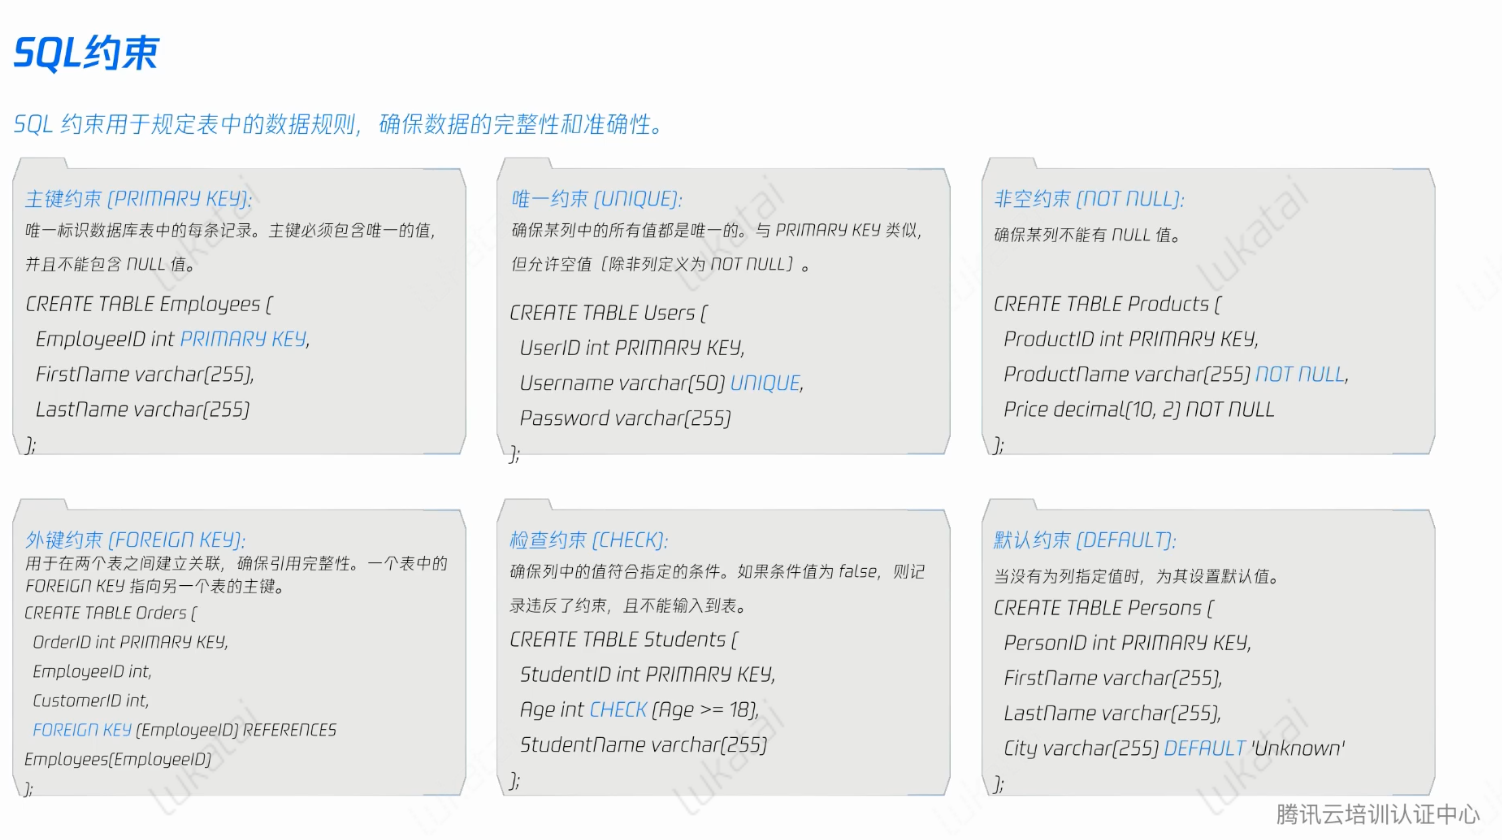 SQL约束
SQL 约束用于规定表中的数据规则，确保数据的完整性和准确性。
主键约束 (PRIMARY KEY):
唯一标识数据库表中的每条记录。主键必须包含唯一的值，
并且不能包含 NULL 值。
CREATE TABLE Employees (
EmployeeID int PRIMARY KEY,
FirstName varchar(255),
LastName varchar(255)
);
唯一约束 (UNIQUE):
确保某列中的所有值都是唯一的。与 PRIMARY KEY 类似，
但允许空值（除非列定义为 NOT NULL）。
CREATE TABLE Users (
UserID int PRIMARY KEY,
Username varchar(50) UNIQUE,
Password varchar(255)
);
非空约束 (NOT NULL):
确保某列不能有 NULL 值。
CREATE TABLE Products (
ProductID int PRIMARY KEY,
ProductName varchar(255) NOT NULL,
Price decimal(10, 2) NOT NULL
);
外键约束 (FOREIGN KEY):
用于在两个表之间建立关联，确保引用完整性。一个表中的
FOREIGN KEY 指向另一个表的主键。
CREATE TABLE Orders (
OrderID int PRIMARY KEY,
EmployeeID int,
CustomerID int,
FOREIGN KEY (EmployeeID) REFERENCES
Employees(EmployeeID)
);
检查约束 (CHECK):
确保列中的值符合指定的条件。如果条件值为 false，则记
录违反了约束，且不能输入到表。
CREATE TABLE Students (
StudentID int PRIMARY KEY,
Age int CHECK (Age >= 18),
StudentName varchar(255)
);
默认约束 (DEFAULT):
当没有为列指定值时，为其设置默认值。
CREATE TABLE Persons (
PersonID int PRIMARY KEY,
FirstName varchar(255),
LastName varchar(255),
City varchar(255) DEFAULT 'Unknown'
);
腾讯云培训认证中心
lukatai
lukatai
lukatai
lukatai
lukatai
lukatai